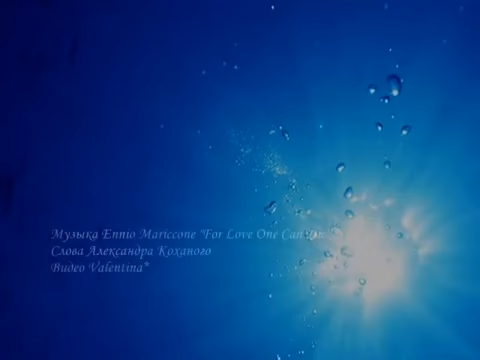 Музыка Ennio Mariccone "For Love One Can
Слова Александра Коханого
Видео Valentina*